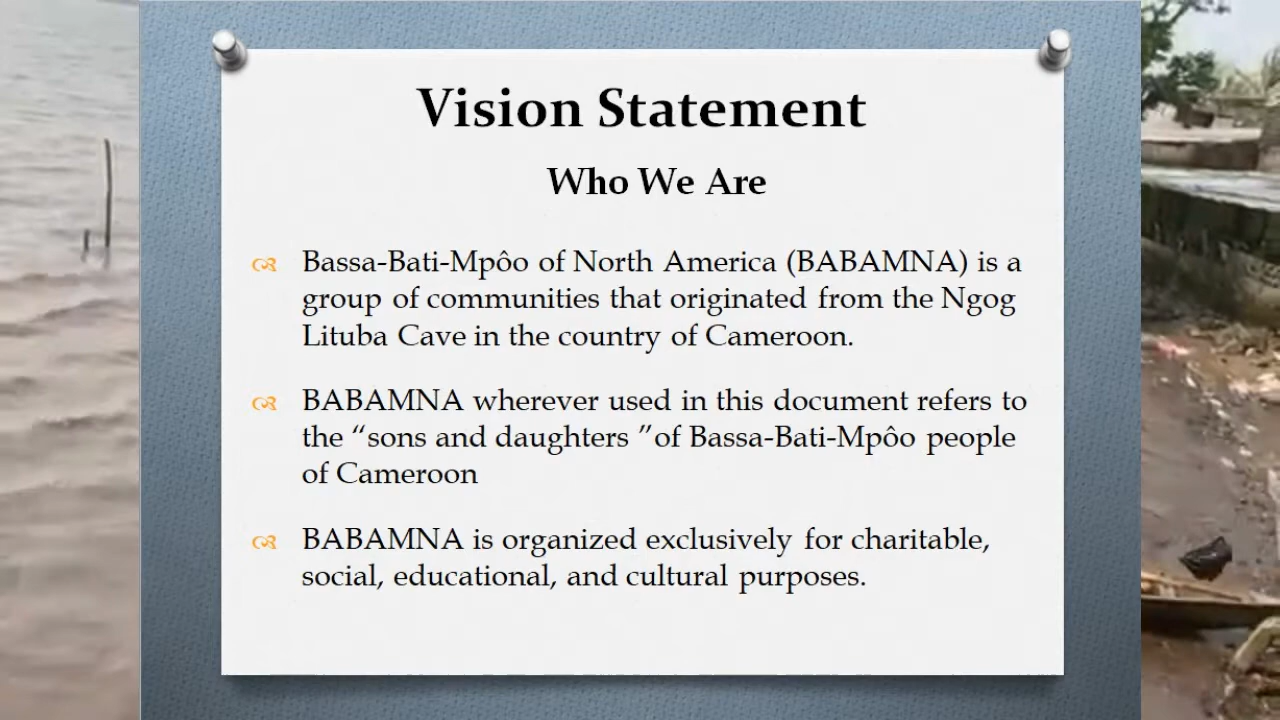 Vision Statement
Who We Are
Bassa-Bati-Mpôo of North America (BABAMNA) is a
group of communities that originated from the Ngog
Lituba Cave in the country of Cameroon.
BABAMNA wherever used in this document refers to
the “sons and daughters ”of Bassa-Bati-Mpôo people
of Cameroon
BABAMNA is organized exclusively for charitable,
social, educational, and cultural purposes.